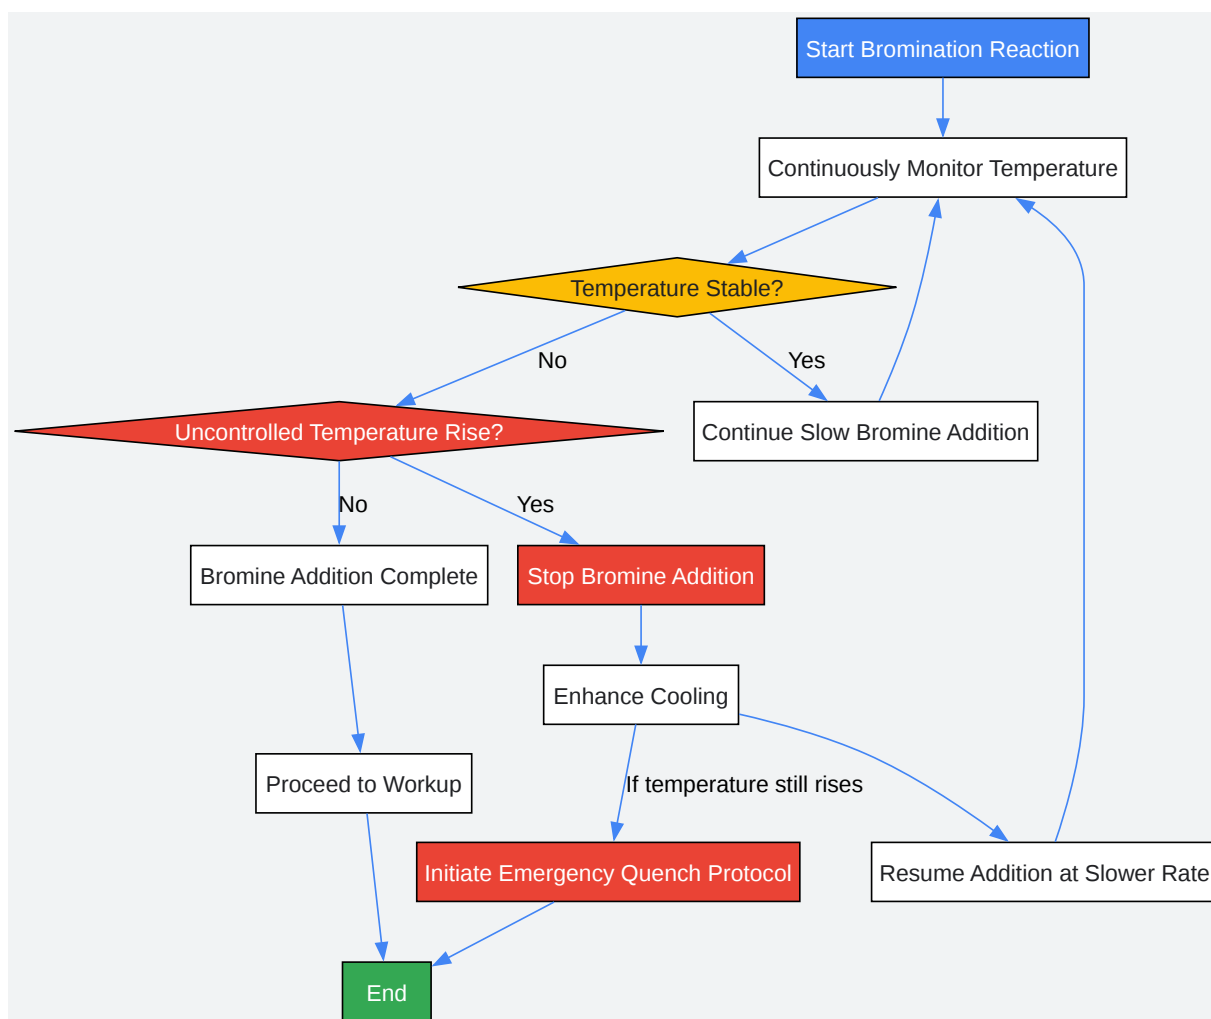 Start Bromination Reaction
Continuously Monitor Temperature
Temperature Stable?
No
Yes
Uncontrolled Temperature Rise?
Continue Slow Bromine Addition
No
Yes
Bromine Addition Complete
Stop Bromine Addition
Enhance Cooling
Proceed to Workup
If temperature still rises
Initiate Emergency Quench Protocol
Resume Addition at Slower Rate
End